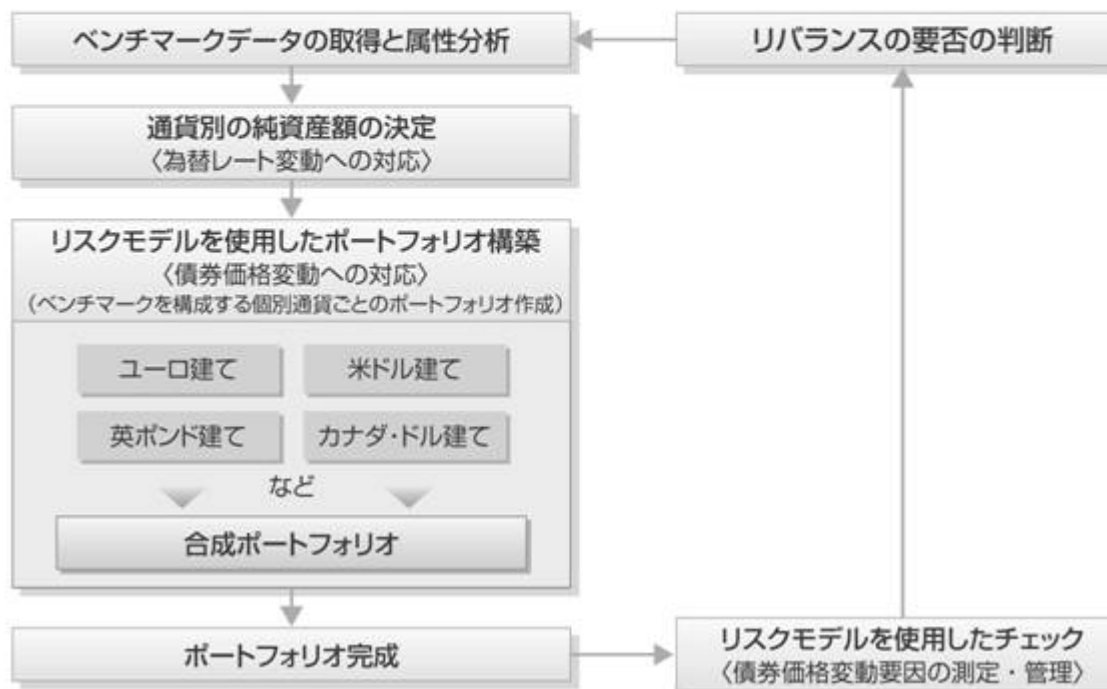 ベンチマークデータの取得と属性分析
リバランスの要否の判断
通貨別の純資産額の決定
〈為替レート変動への対応〉
リスクモデルを使用したポートフォリオ構築
〈債券価格変動への対応〉
（ベンチマークを構成する個別通貨ごとのポートフォリオ作成）
ユーロ建て
米ドル建て
英ポンド建て
カナダ・ドル建て
など
合成ポートフォリオ
ポートフォリオ完成
リスクモデルを使用したチェック
〈債券価格変動要因の測定・管理〉